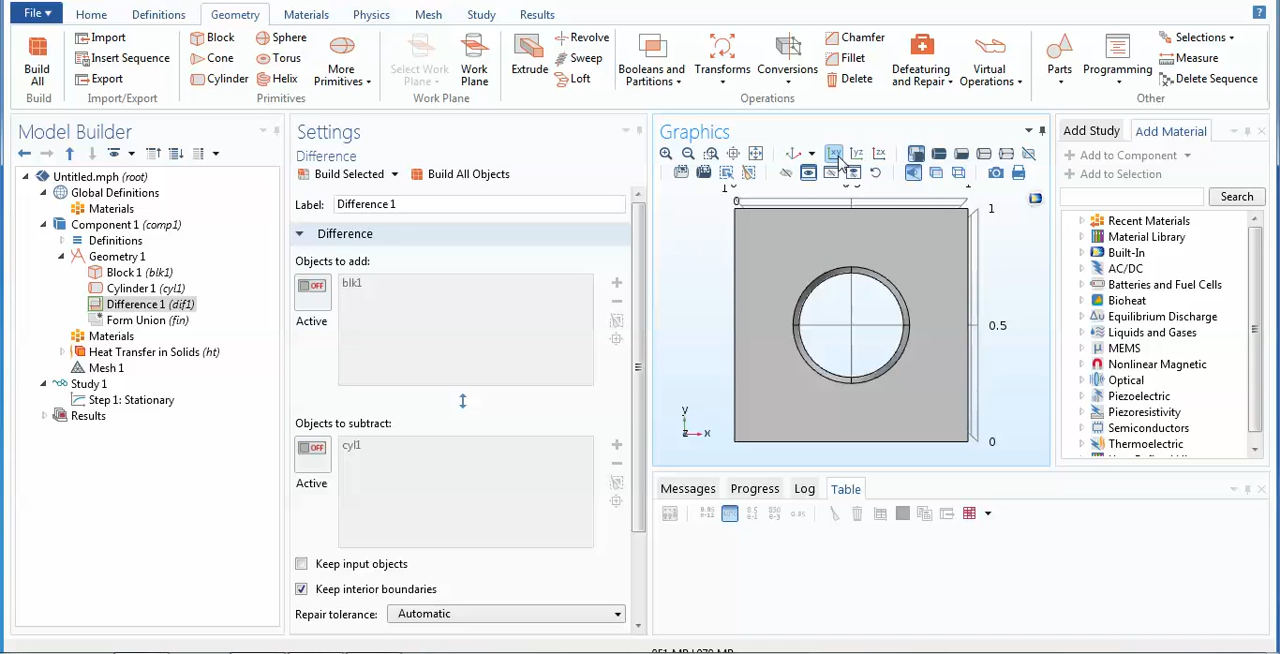 File
Home
Definitions
Geometry
Materials
Physics
Mesh
Study
Results
Build All
Build
Import
Insert Sequence
Export
Import/Export
Block
Cone
Cylinder
Sphere
Torus
Helix
More Primitives
Primitives
Select Work Plane
Work Plane
Work Plane
Extrude
Revolve
Sweep
Loft
Booleans and Partitions
Transforms
Conversions
Chamfer
Fillet
Delete
Defeaturing and Repair
Virtual Operations
Operations
Parts
Programming
Selections
Measure
Delete Sequence
Other
Model Builder
Untitled.mph (root)
Global Definitions
Materials
Component 1 (comp1)
Definitions
Geometry 1
Block 1 (blk1)
Cylinder 1 (cyl1)
Difference 1 (dif1)
Form Union (fin)
Materials
Heat Transfer in Solids (ht)
Mesh 1
Study 1
Step 1: Stationary
Results
Settings
Difference
Build Selected
Build All Objects
Label: Difference 1
Difference
Objects to add:
OFF
blk1
Active
Objects to subtract:
OFF
cyl1
Active
Keep input objects
Keep interior boundaries
Repair tolerance: Automatic
Graphics
xy
yz
zx
0
1
1
0.5
0
y
z
x
Messages
Progress
Log
Table
Add Study
Add Material
Add to Component
Add to Selection
Search
Recent Materials
Material Library
Built-In
AC/DC
Batteries and Fuel Cells
Bioheat
Equilibrium Discharge
Liquids and Gases
MEMS
Nonlinear Magnetic
Optical
Piezoelectric
Piezoresistivity
Semiconductors
Thermoelectric